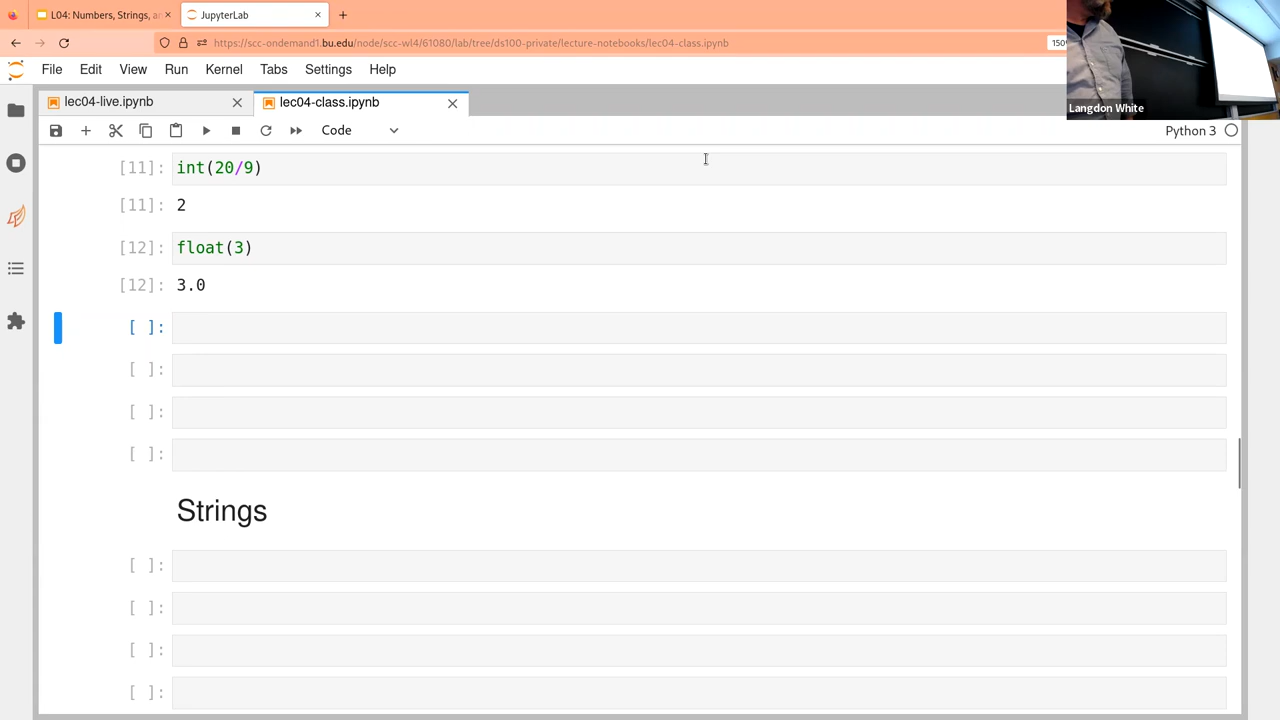 L04: Numbers, Strings, a
JupyterLab
https://scc-ondemand1.bu.edu/node/scc-wl4/61080/lab/tree/ds100-private/lecture-notebooks/lec04-class.ipynb
150%
File Edit View Run Kernel Tabs Settings Help
Langdon White
lec04-live.ipynb
lec04-class.ipynb
Code
Python 3
[11]: int(20/9)
[11]: 2
[12]: float(3)
[12]: 3.0
[ ]:
[ ]:
[ ]:
[ ]:
Strings
[ ]:
[ ]:
[ ]:
[ ]: